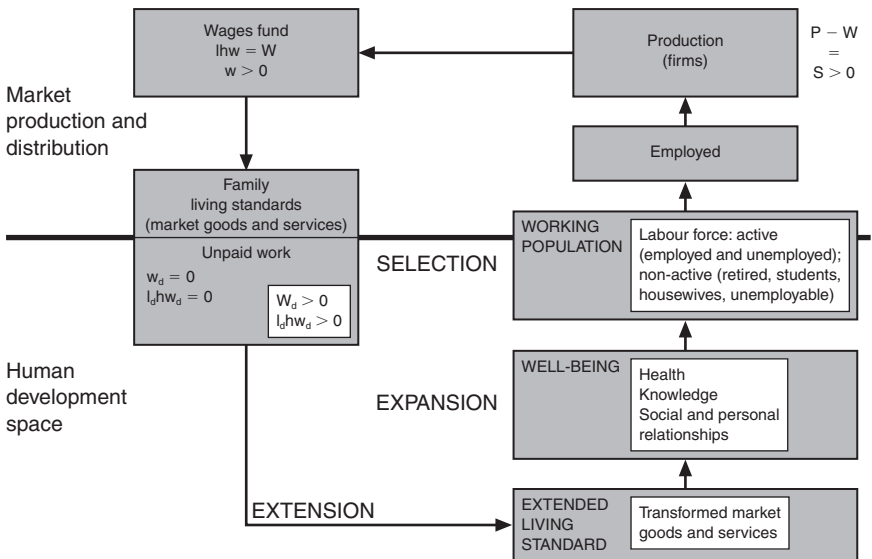 Wages fund
lhw = W
w > 0
Production
(firms)
P − W
=
S > 0
Market
production and
distribution
Employed
Family
living standards
(market goods and services)
Unpaid work
w_d = 0
l_dhw_d = 0
W_d > 0
l_dhw_d > 0
SELECTION
WORKING
POPULATION
Labour force: active
(employed and unemployed);
non-active (retired, students,
housewives, unemployable)
Human
development
space
EXPANSION
WELL-BEING
Health
Knowledge
Social and personal
relationships
EXTENSION
EXTENDED
LIVING
STANDARD
Transformed market
goods and services